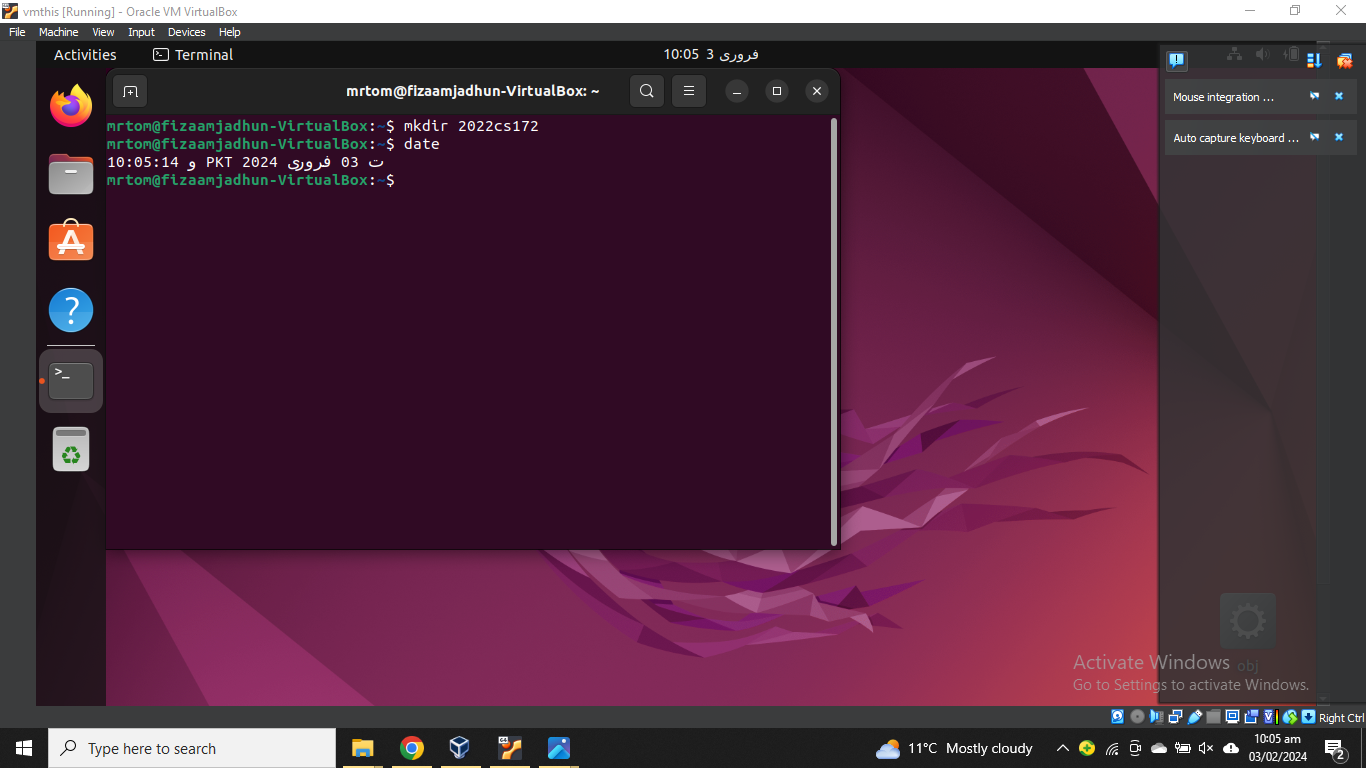 vmthis [Running] - Oracle VM VirtualBox
File Machine View Input Devices Help
Activities
Terminal
10:05 3 فروری
mrtom@fizaamjadhun-VirtualBox: ~
mrtom@fizaamjadhun-VirtualBox:~$ mkdir 2022cs172
mrtom@fizaamjadhun-VirtualBox:~$ date
10:05:14 و PKT 2024 ت 03 فروری
mrtom@fizaamjadhun-VirtualBox:~$
Mouse integration ...
Auto capture keyboard ...
obj
Activate Windows
Go to Settings to activate Windows.
Right Ctrl
Type here to search
11°C Mostly cloudy
10:05 am
03/02/2024
2